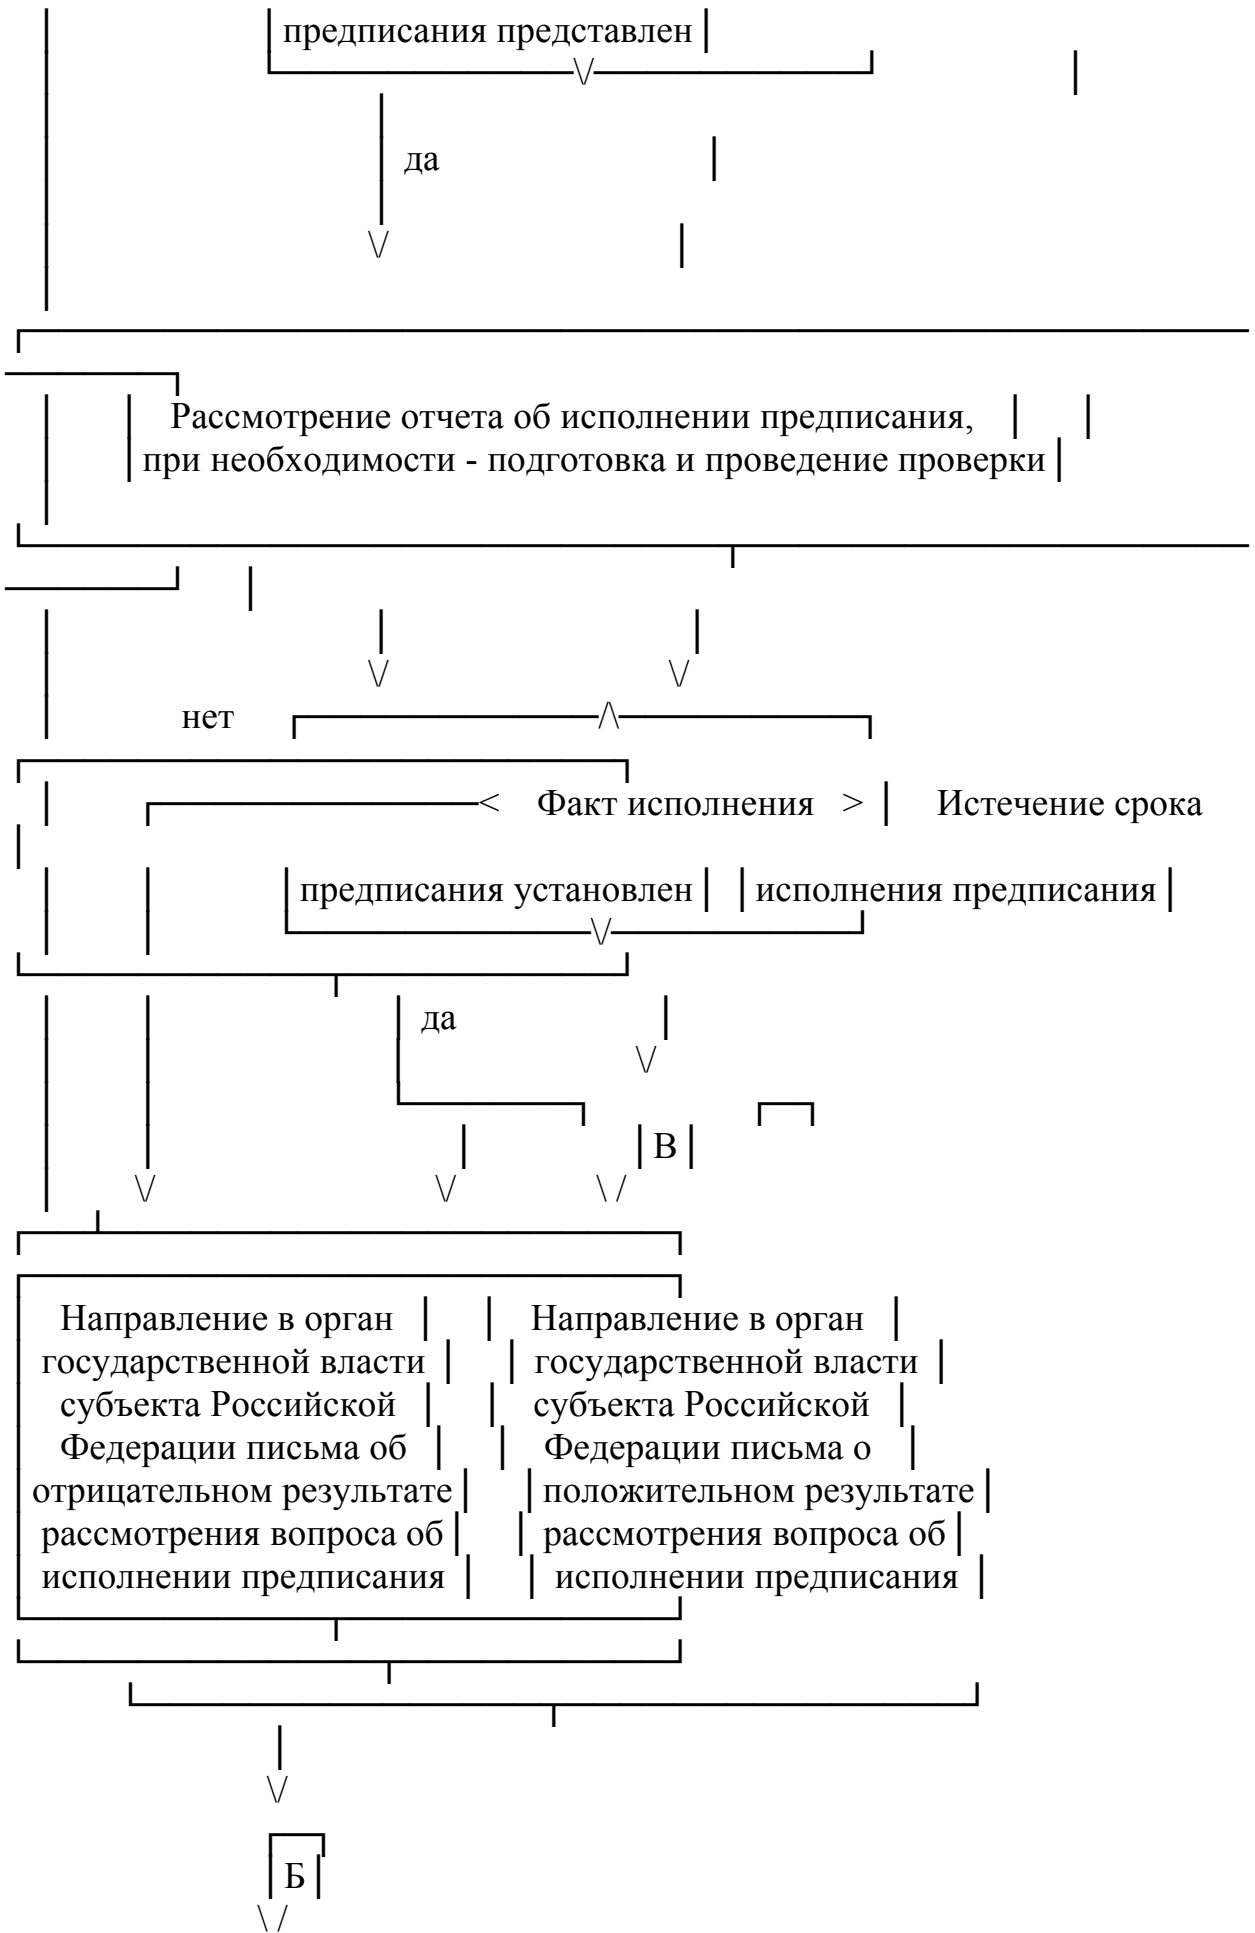 предписания представлен
да
Рассмотрение отчета об исполнении предписания,
при необходимости - подготовка и проведение проверки
нет
< Факт исполнения > Истечение срока
предписания установлен исполнения предписания
да
В
Направление в орган Направление в орган
государственной власти государственной власти
субъекта Российской субъекта Российской
Федерации письма об Федерации письма о
отрицательном результате положительном результате
рассмотрения вопроса об рассмотрения вопроса об
исполнении предписания исполнении предписания
Б